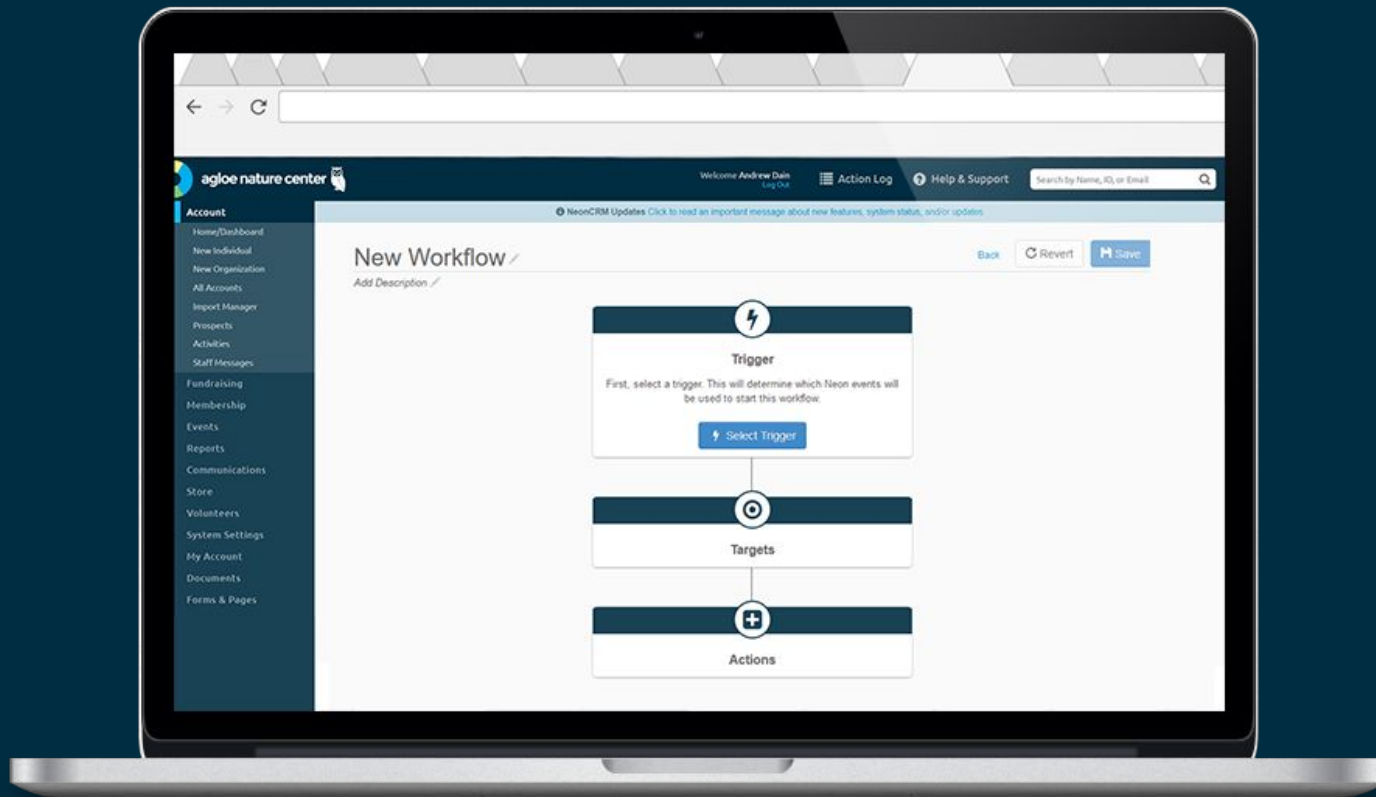 agloe nature center
Welcome Andrew Dain
Log Out
Action Log
Help & Support
Search by Name, ID, or Email
Account
NeonCRM Updates Click to read an important message about new features, system status, and/or updates.
Home/Dashboard
New Individual
New Organization
All Accounts
Import Manager
Prospects
Activities
Staff Messages
Fundraising
Membership
Events
Reports
Communications
Store
Volunteers
System Settings
My Account
Documents
Forms & Pages
New Workflow
Back
Revert
Save
Add Description
Trigger
First, select a trigger. This will determine which Neon events will
be used to start this workflow.
Select Trigger
Targets
Actions